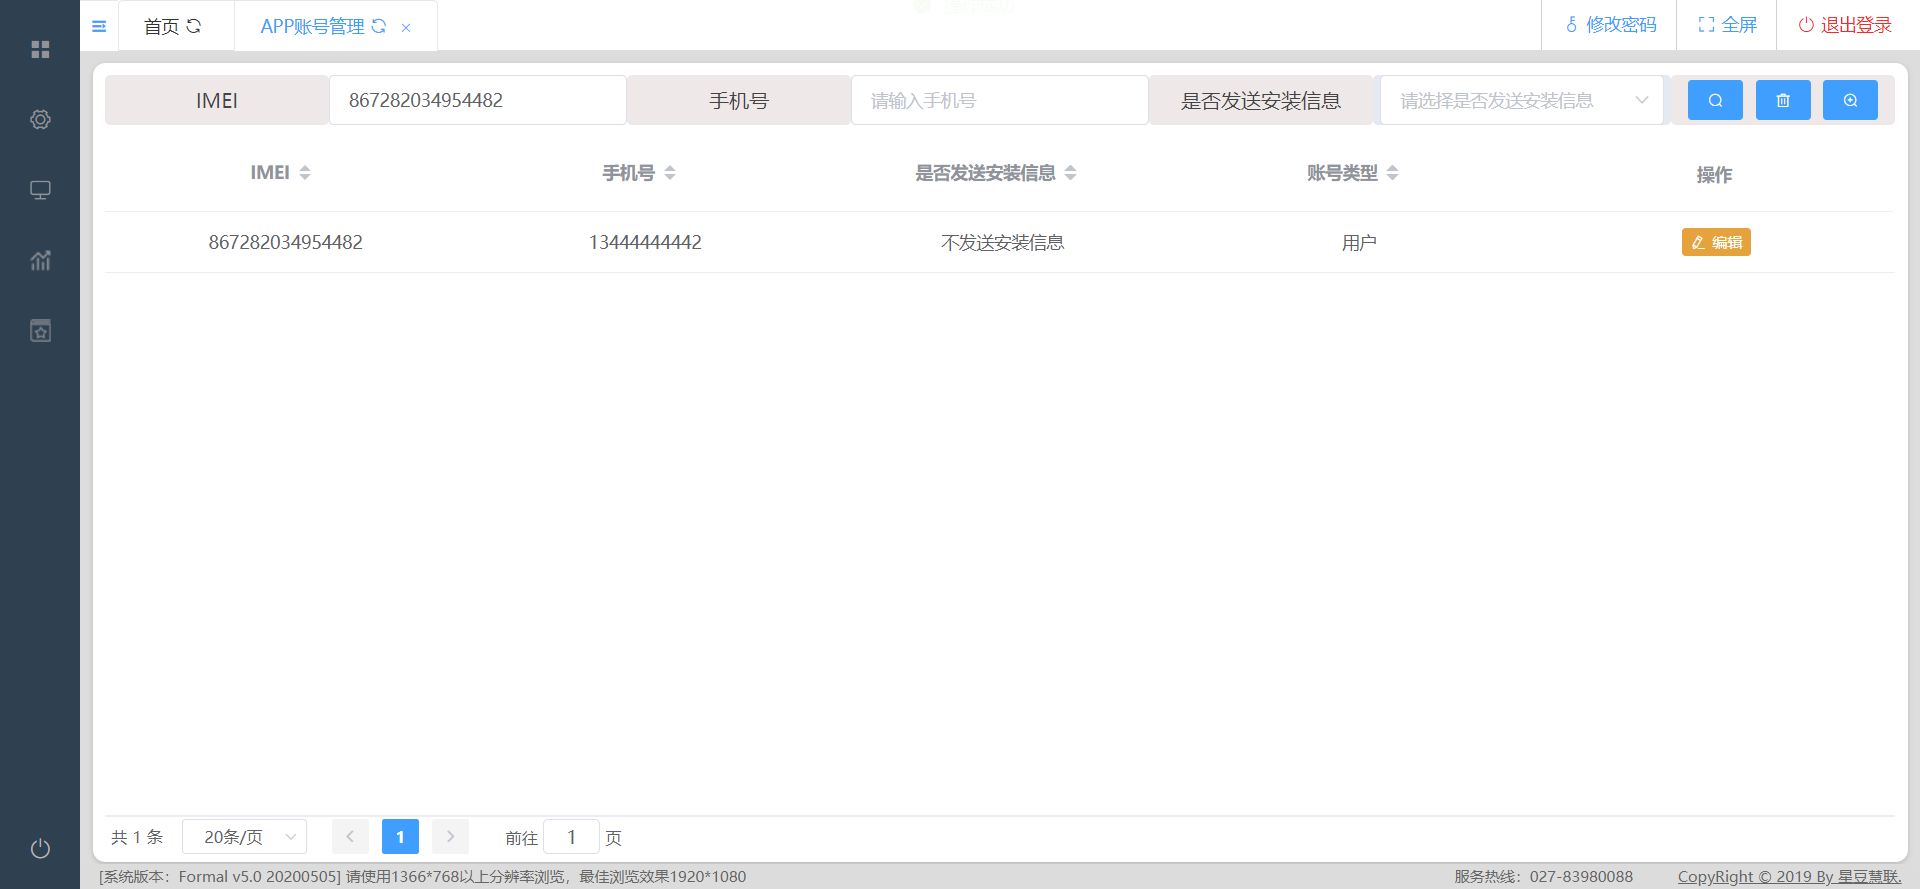 首页
APP账号管理
修改密码
全屏
退出登录
IMEI
867282034954482
手机号
请输入手机号
是否发送安装信息
请选择是否发送安装信息
IMEI
手机号
是否发送安装信息
账号类型
操作
867282034954482
13444444442
不发送安装信息
用户
编辑
共 1 条
20条/页
1
前往
1
页
[系统版本：Formal v5.0 20200505] 请使用1366*768以上分辨率浏览，最佳浏览效果1920*1080
服务热线：027-83980088
CopyRight © 2019 By 星豆慧联.